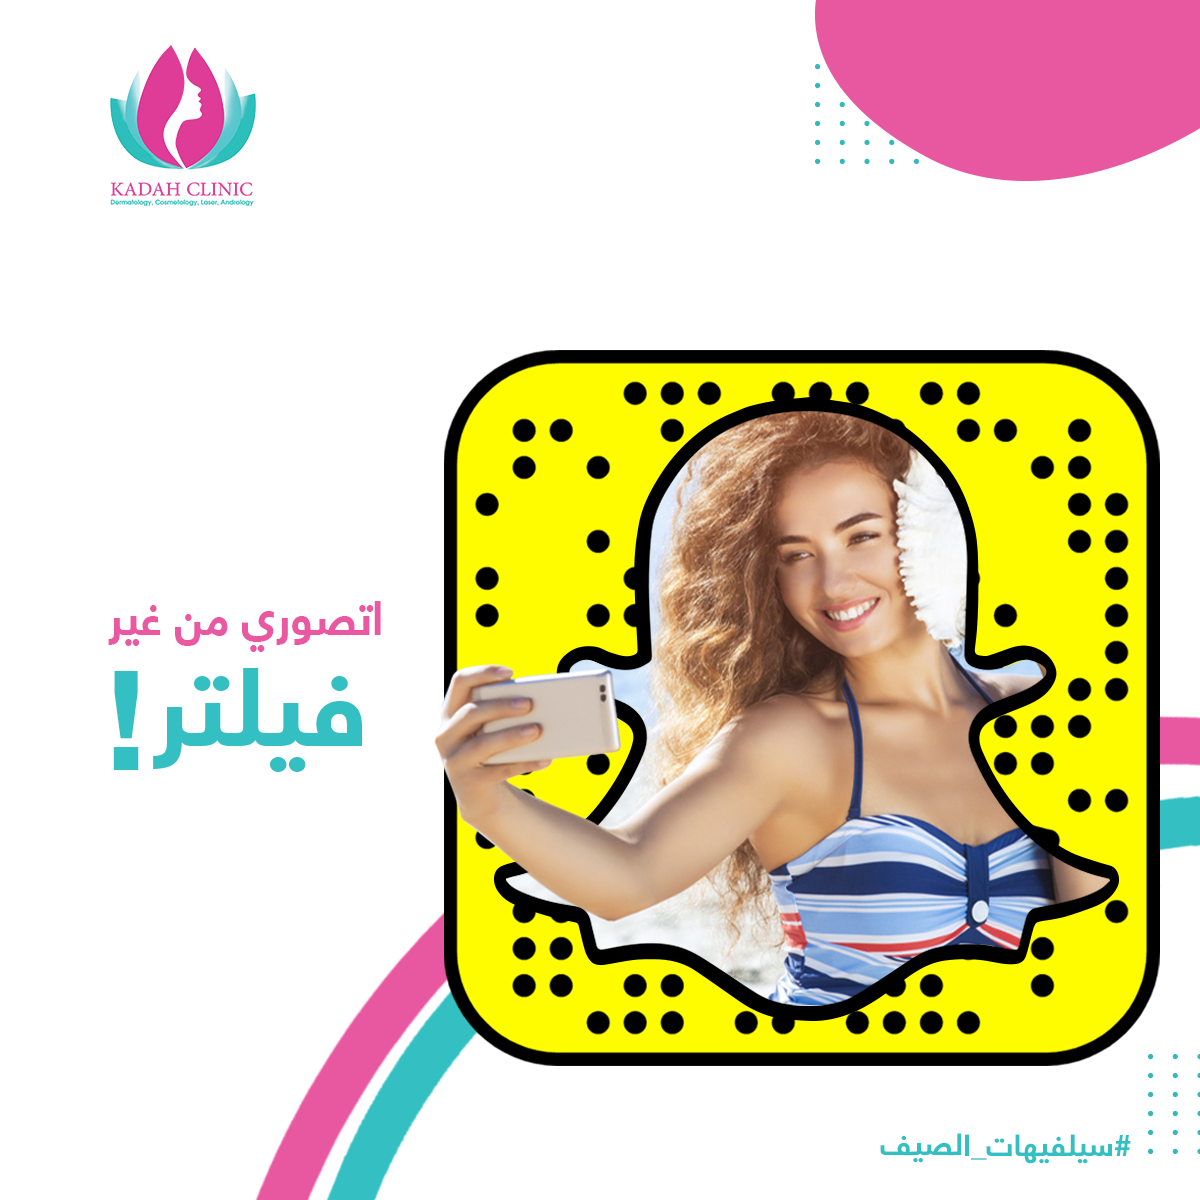 KADAH CLINIC
Dermatology, Cosmetology, Laser, Andrology
اتصوري من غير
فيلتر!
#سيلفيهات_الصيف